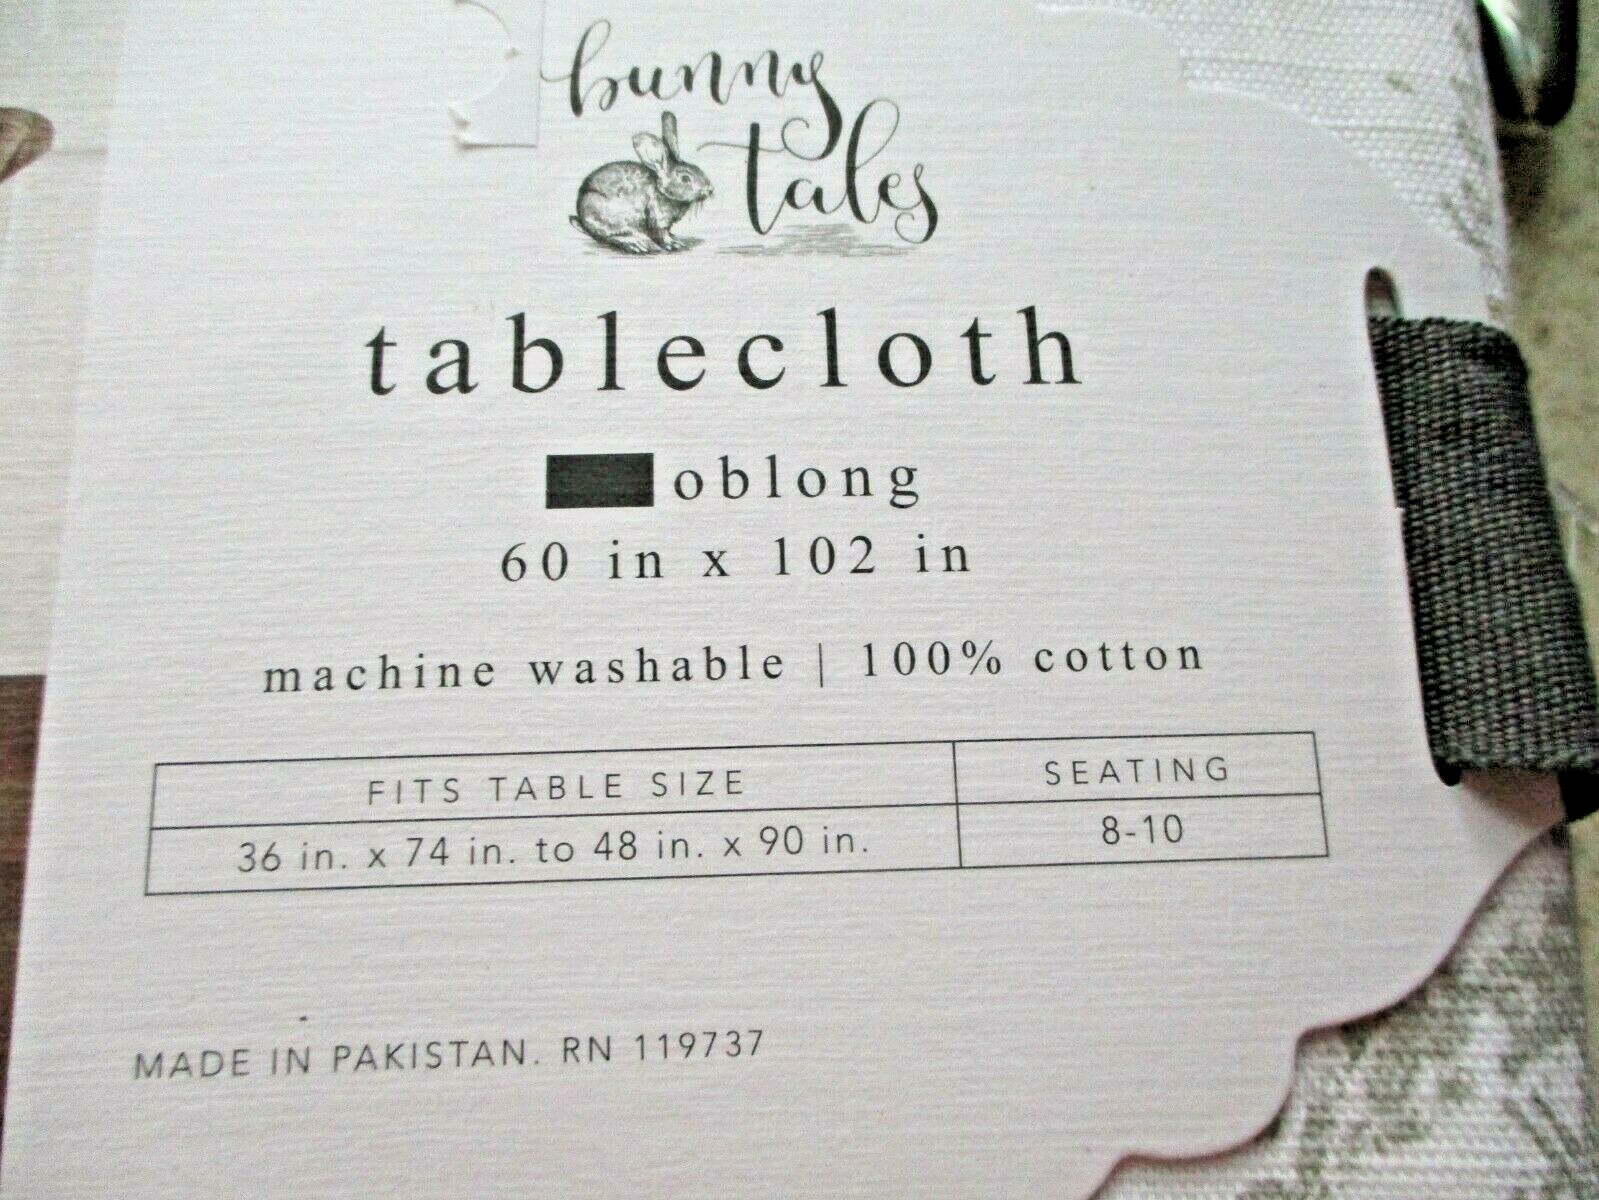 bunny
tales
tablecloth
oblong
60 in x 102 in
machine washable | 100% cotton
FITS TABLE SIZE
SEATING
36 in. x 74 in. to 48 in. x 90 in.
8-10
MADE IN PAKISTAN. RN 119737